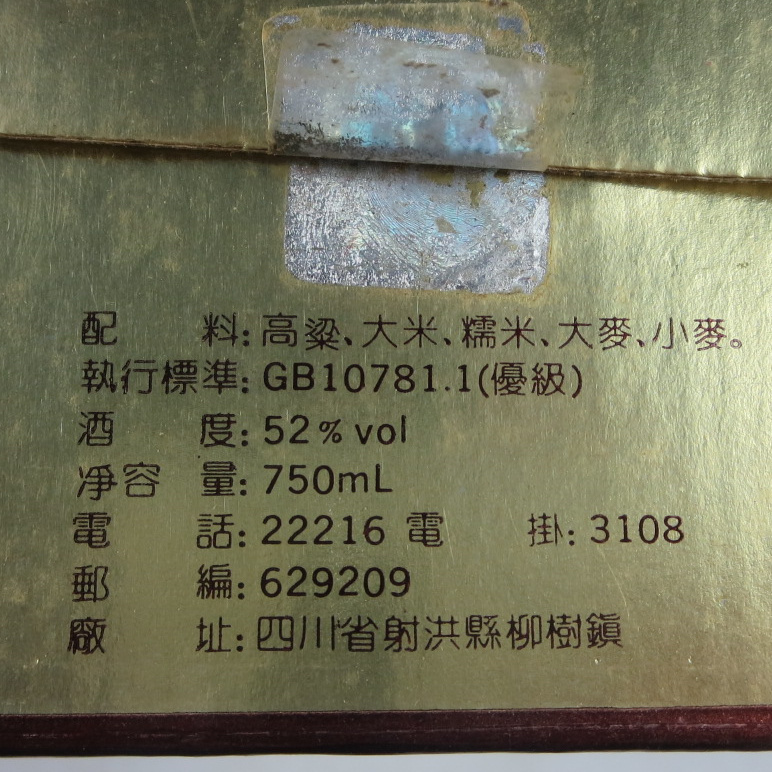 配 料:高粱、大米、糯米、大麥、小麥。
執行標準:GB10781.1(優級)
酒 度:52%vol
凈容 量:750mL
電 話:22216 電 掛:3108
郵 編:629209
廠 址:四川省射洪縣柳樹鎮